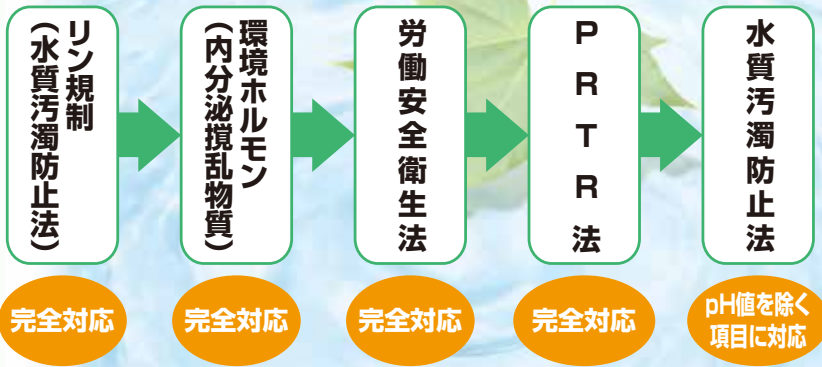 リン規制
（水質汚濁防止法）
環境ホルモン
（内分泌撹乱物質）
労働安全衛生法
PRTR法
水質汚濁防止法
完全対応
完全対応
完全対応
完全対応
pH値を除く
項目に対応